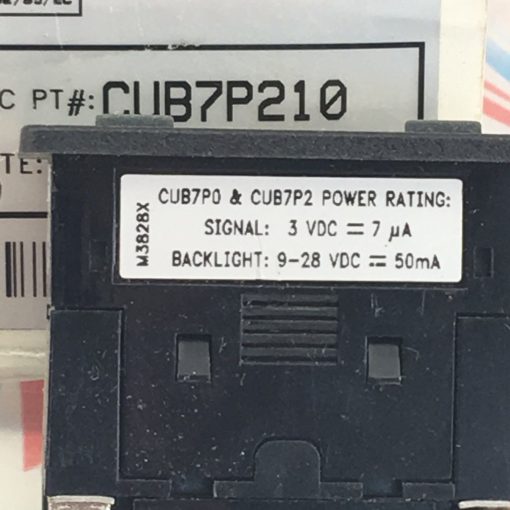 C PT#: CUB7P210
TE:
CUB7P0 & CUB7P2 POWER RATING:
SIGNAL: 3 VDC ⎓ 7 µA
BACKLIGHT: 9-28 VDC ⎓ 50mA
M3828X